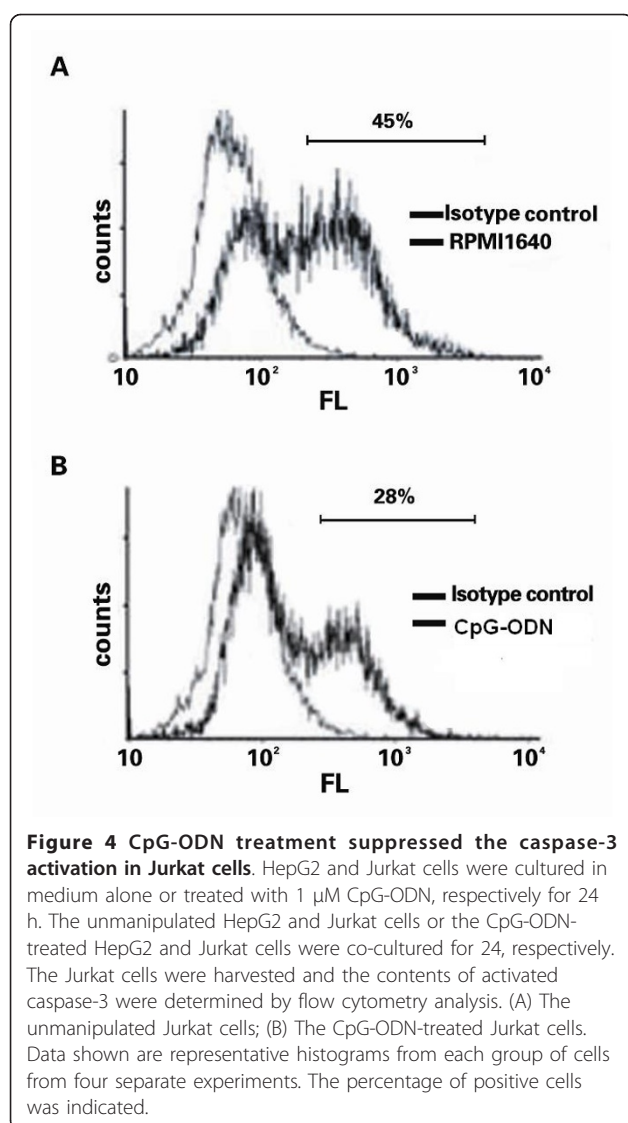 A
45%
counts
Isotype control
RPMI1640
10 10² 10³ 10⁴
FL
B
28%
counts
Isotype control
CpG-ODN
10 10² 10³ 10⁴
FL
Figure 4 CpG-ODN treatment suppressed the caspase-3
activation in Jurkat cells. HepG2 and Jurkat cells were cultured in
medium alone or treated with 1 μM CpG-ODN, respectively for 24
h. The unmanipulated HepG2 and Jurkat cells or the CpG-ODN-
treated HepG2 and Jurkat cells were co-cultured for 24, respectively.
The Jurkat cells were harvested and the contents of activated
caspase-3 were determined by flow cytometry analysis. (A) The
unmanipulated Jurkat cells; (B) The CpG-ODN-treated Jurkat cells.
Data shown are representative histograms from each group of cells
from four separate experiments. The percentage of positive cells
was indicated.